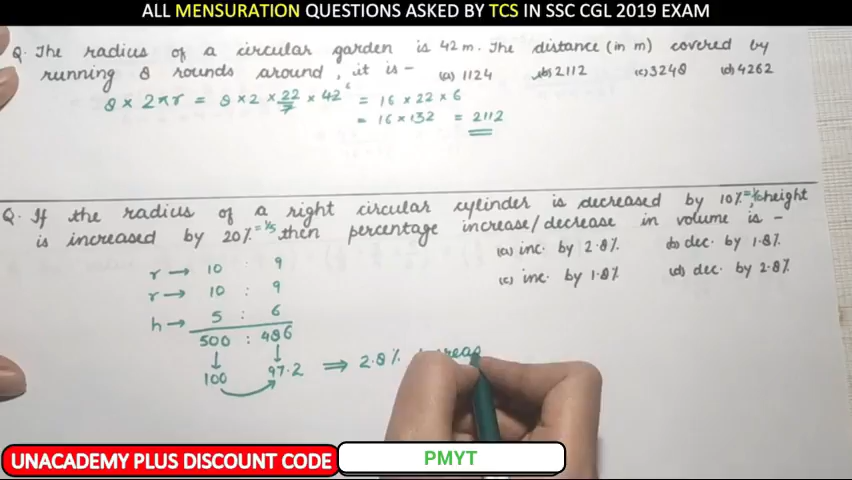 ALL MENSURATION QUESTIONS ASKED BY TCS IN SSC CGL 2019 EXAM
Q. The radius of a circular garden is 42 m. The distance (in m) covered by
running 8 rounds around, it is - (a) 1124 (b) 2112 (c) 3248 (d) 4262
8 × 2πr = 8 × 2 × 22/7 × 42 6 = 16 × 22 × 6
= 16 × 132 = 2112
Q. If the radius of a right circular cylinder is decreased by 10% =1/10, height
is increased by 20% =1/5 then percentage increase/decrease in volume is -
(a) inc. by 2.8% (b) dec. by 1.8%
(c) inc. by 1.8% (d) dec. by 2.8%
r → 10 : 9
r → 10 : 9
h → 5 : 6
500 : 486
↓ ↓
100 97.2 ⇒ 2.8%
UNACADEMY PLUS DISCOUNT CODE PMYT